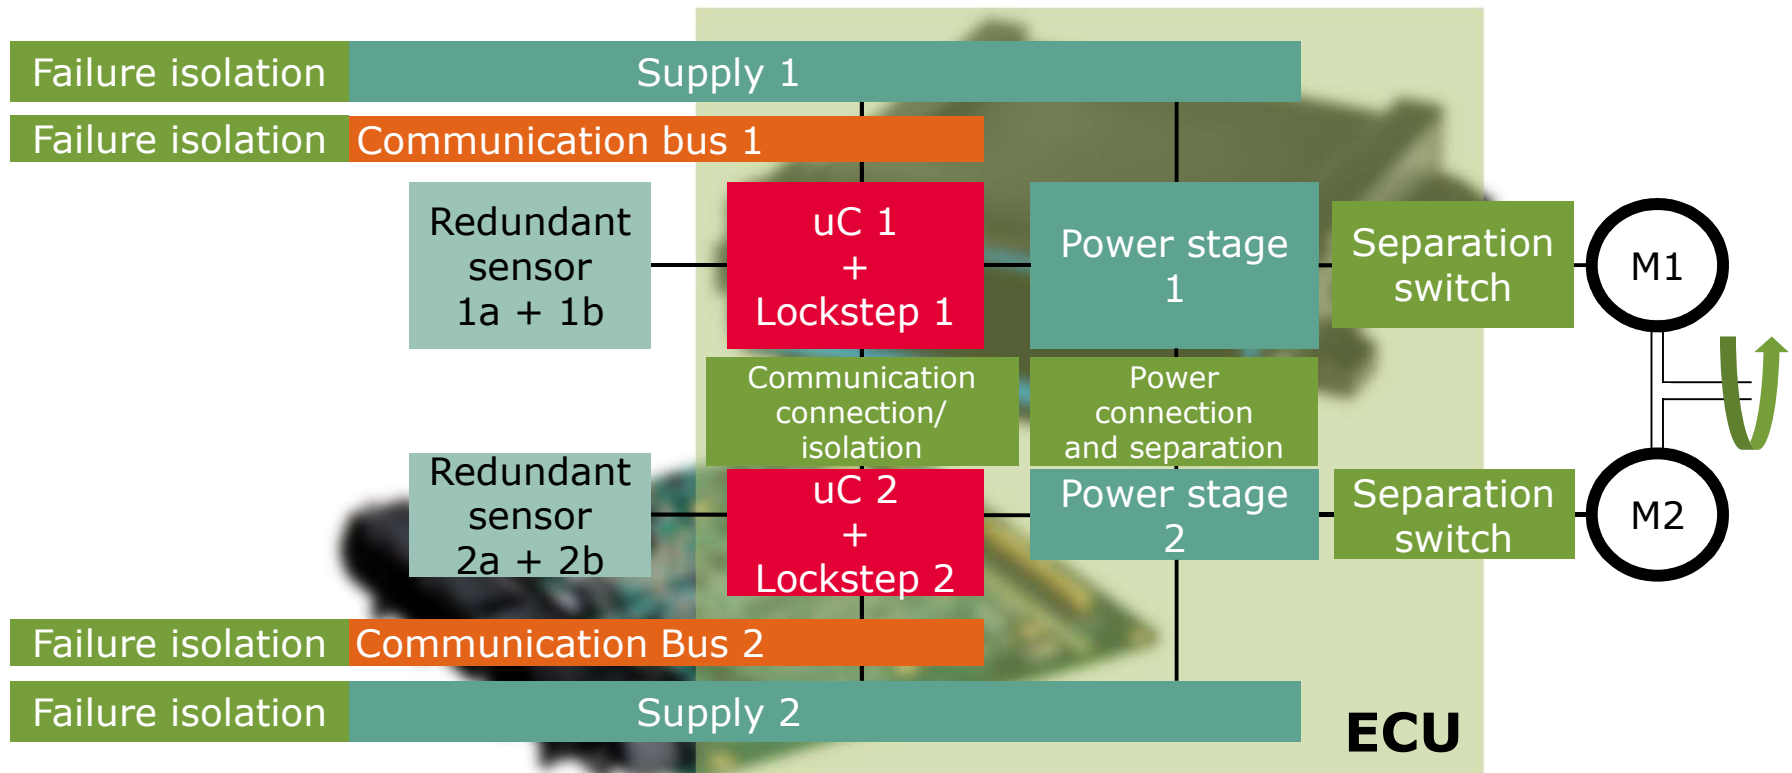 Failure isolation Supply 1
Failure isolation Communication bus 1
Redundant
sensor
1a + 1b
uC 1
+
Lockstep 1
Power stage
1
Separation
switch
M1
Communication
connection/
isolation
Power
connection
and separation
Redundant
sensor
2a + 2b
uC 2
+
Lockstep 2
Power stage
2
Separation
switch
M2
Failure isolation Communication Bus 2
Failure isolation Supply 2
ECU